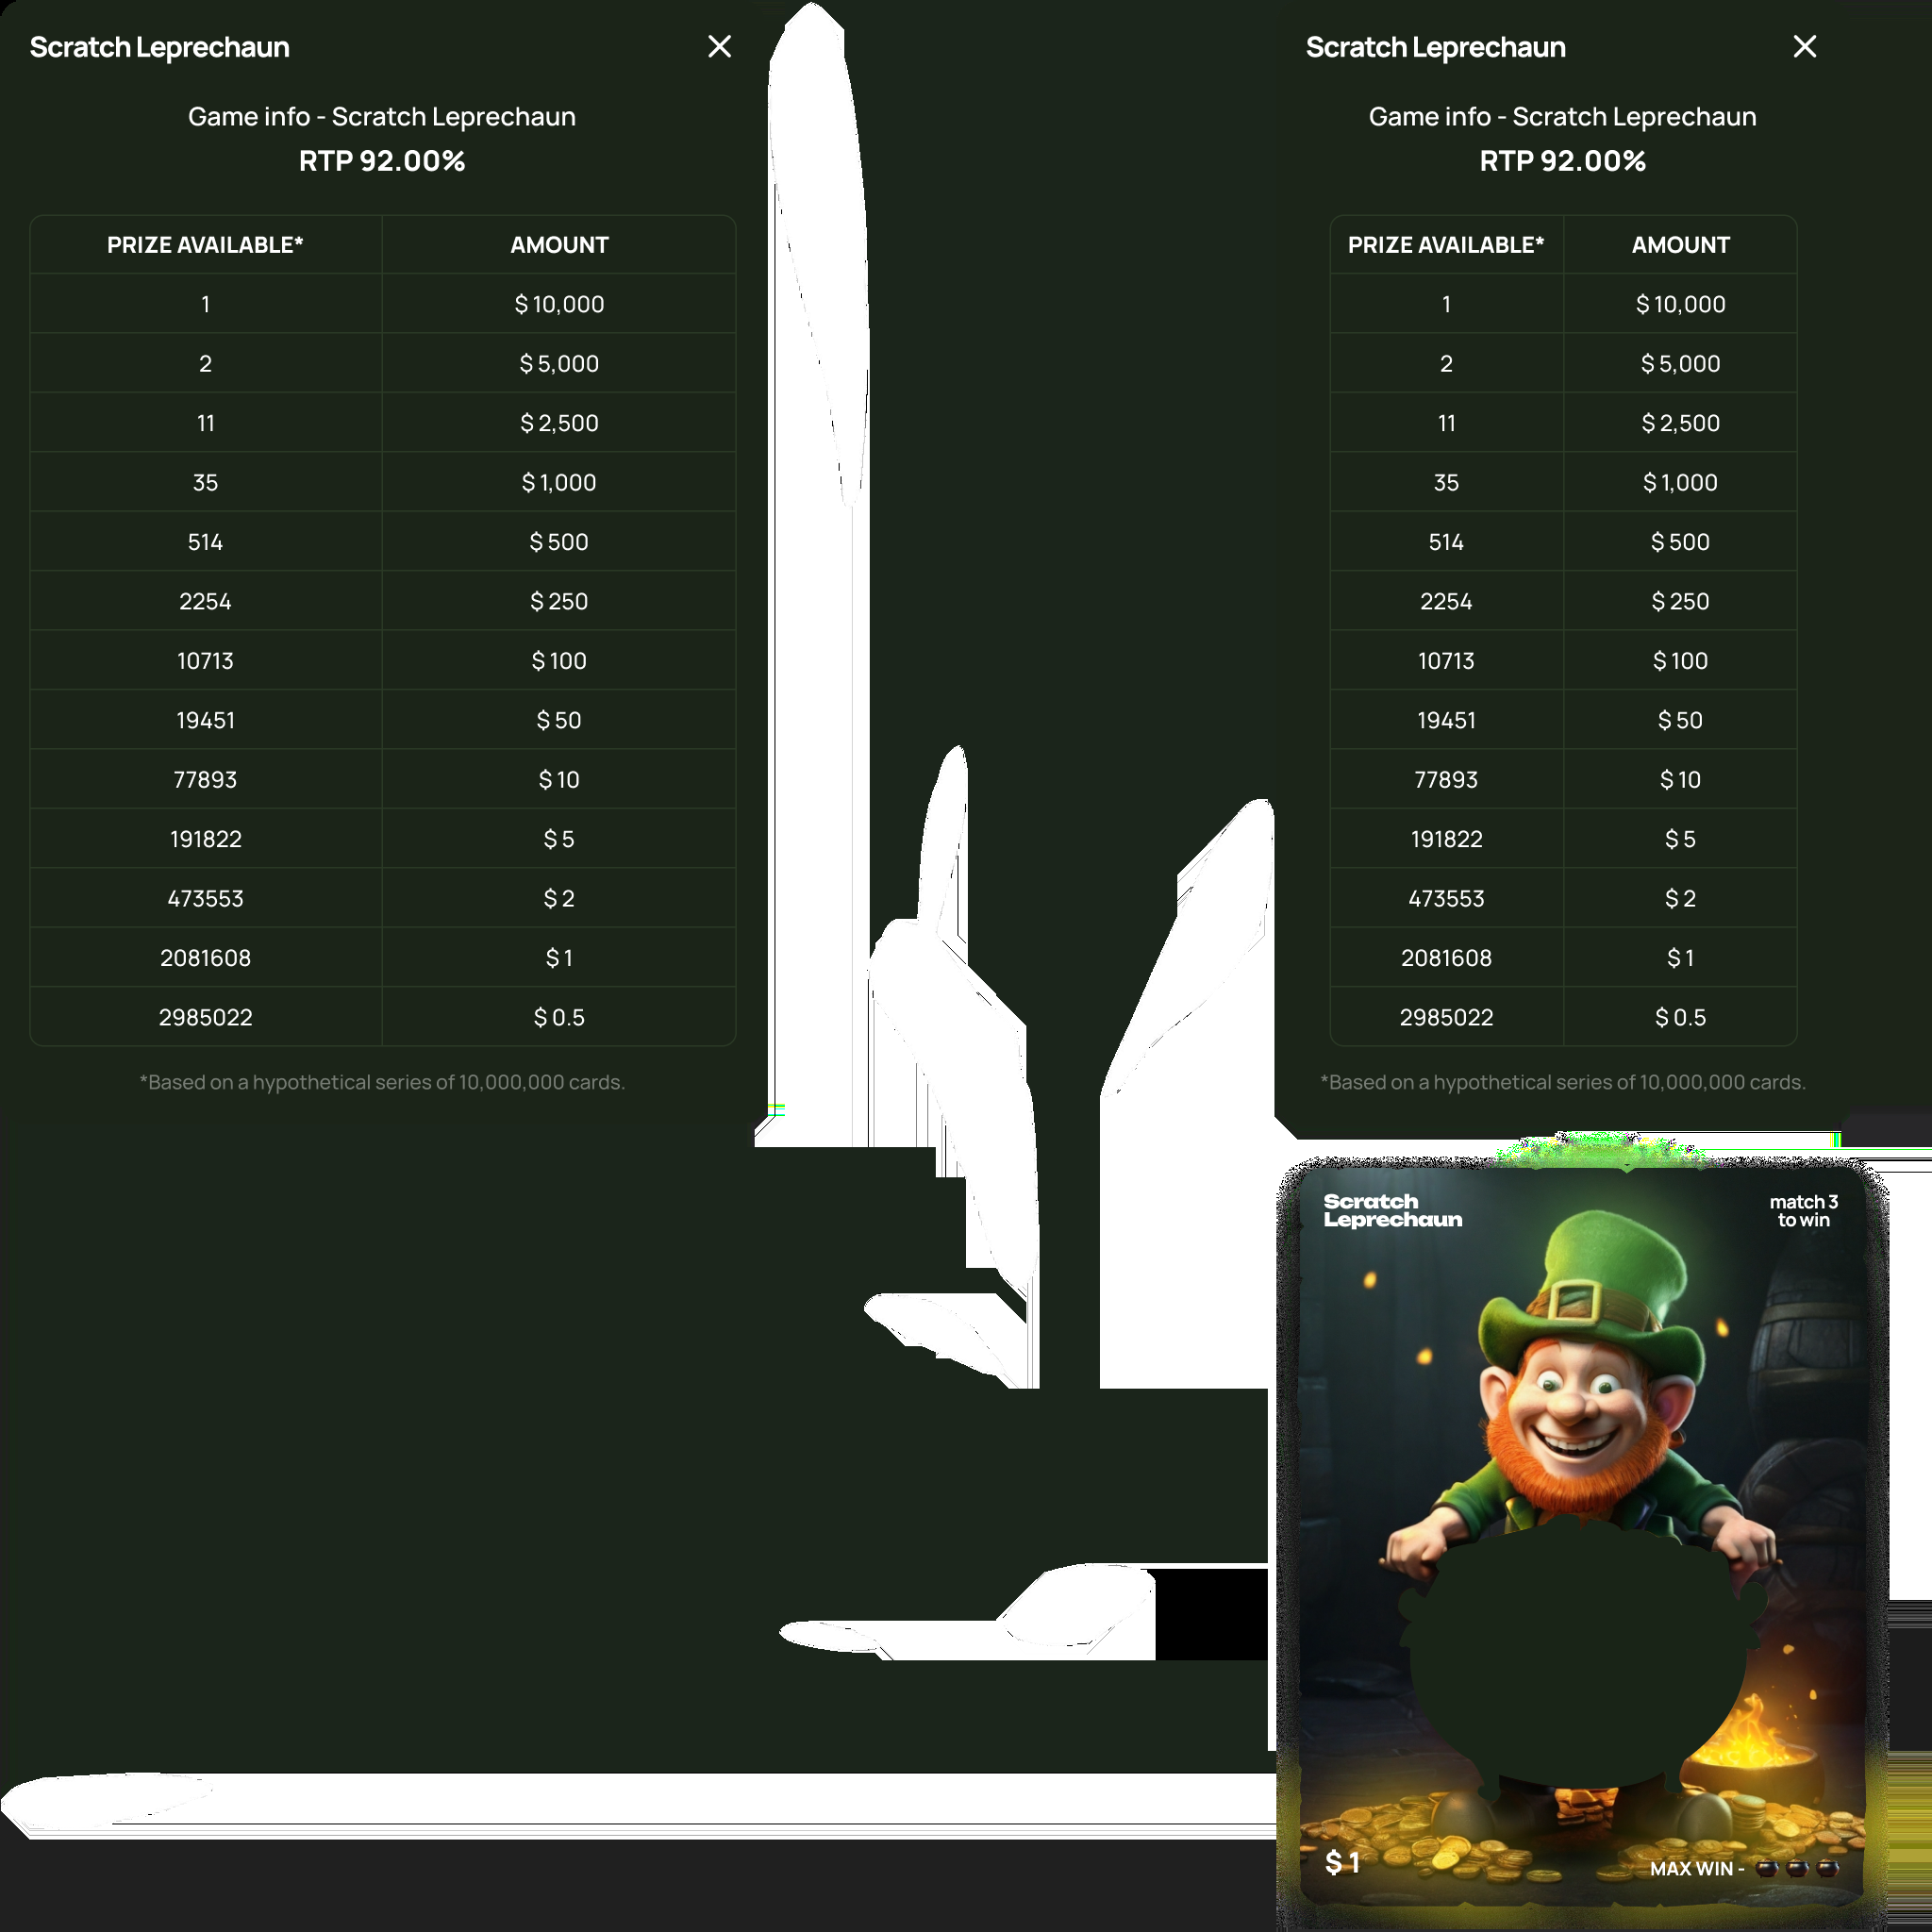 Scratch Leprechaun
Game info - Scratch Leprechaun
RTP 92.00%
PRIZE AVAILABLE* AMOUNT
1 $ 10,000
2 $ 5,000
11 $ 2,500
35 $ 1,000
514 $ 500
2254 $ 250
10713 $ 100
19451 $ 50
77893 $ 10
191822 $ 5
473553 $ 2
2081608 $ 1
2985022 $ 0.5
*Based on a hypothetical series of 10,000,000 cards.
Scratch Leprechaun
Game info - Scratch Leprechaun
RTP 92.00%
PRIZE AVAILABLE* AMOUNT
1 $ 10,000
2 $ 5,000
11 $ 2,500
35 $ 1,000
514 $ 500
2254 $ 250
10713 $ 100
19451 $ 50
77893 $ 10
191822 $ 5
473553 $ 2
2081608 $ 1
2985022 $ 0.5
*Based on a hypothetical series of 10,000,000 cards.
Scratch
Leprechaun
match 3
to win
$ 1
MAX WIN -